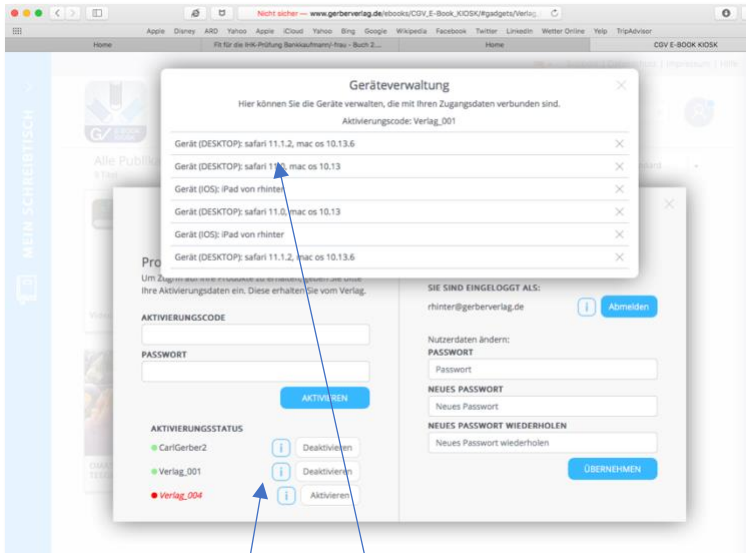 Nicht sicher — www.gerberverlag.de/ebooks/CGV_E-Book_KIOSK/#gadgets/Verlag_
Apple Disney ARD Yahoo Apple iCloud Yahoo Bing Google Wikipedia Facebook Twitter LinkedIn Wetter Online Yelp TripAdvisor
Home Fit für die IHK-Prüfung Bankkaufmann/-frau - Buch 2.... Home CGV E-BOOK KIOSK
MEIN SCHREIBTISCH
Geräteverwaltung
Hier können Sie die Geräte verwalten, die mit Ihren Zugangsdaten verbunden sind.
Aktivierungscode: Verlag_001
Gerät (DESKTOP): safari 11.1.2, mac os 10.13.6
Gerät (DESKTOP): safari 11.0, mac os 10.13
Gerät (IOS): iPad von rhinter
Gerät (DESKTOP): safari 11.0, mac os 10.13
Gerät (IOS): iPad von rhinter
Gerät (DESKTOP): safari 11.1.2, mac os 10.13.6
Alle Publik
Pro
Um Zugriff auf Ihre Produkte zu erhalten, geben Sie bitte
Ihre Aktivierungsdaten ein. Diese erhalten Sie vom Verlag.
AKTIVIERUNGSCODE
PASSWORT
AKTIVIEREN
AKTIVIERUNGSSTATUS
CarlGerber2 i Deaktivieren
Verlag_001 i Deaktivieren
Verlag_004 i Aktivieren
SIE SIND EINGELOGGT ALS:
rhinter@gerberverlag.de i Abmelden
Nutzerdaten ändern:
PASSWORT
Passwort
NEUES PASSWORT
Neues Passwort
NEUES PASSWORT WIEDERHOLEN
Neues Passwort wiederholen
ÜBERNEHMEN